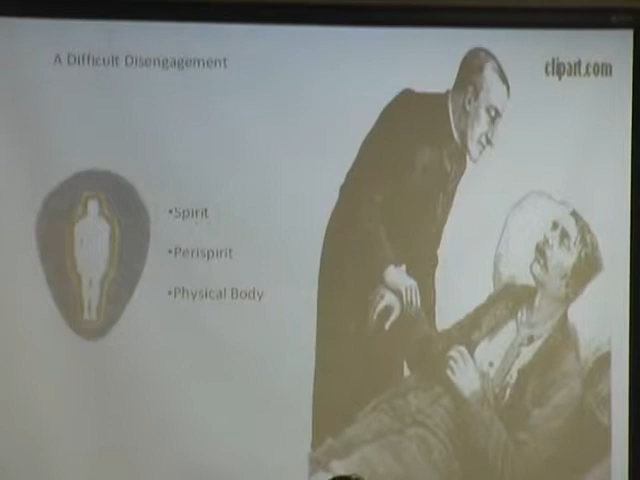 A Difficult Disengagement
clipart.com
•Spirit
•Perispirit
•Physical Body